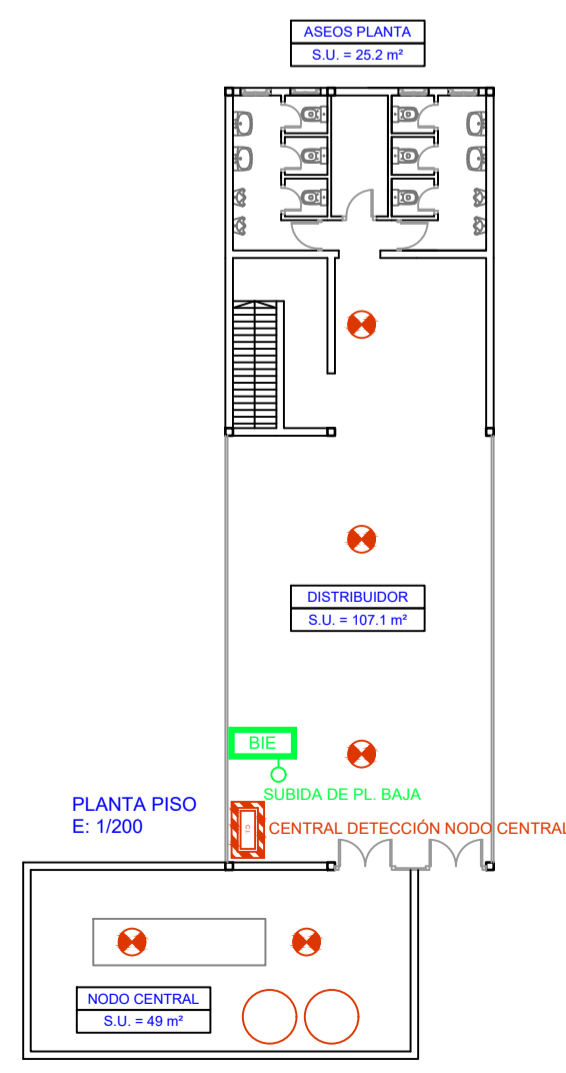 ASEOS PLANTA
S.U. = 25.2 m²
DISTRIBUIDOR
S.U. = 107.1 m²
BIE
SUBIDA DE PL. BAJA
PLANTA PISO
E: 1/200
CENTRAL DETECCIÓN NODO CENTRAL
NODO CENTRAL
S.U. = 49 m²